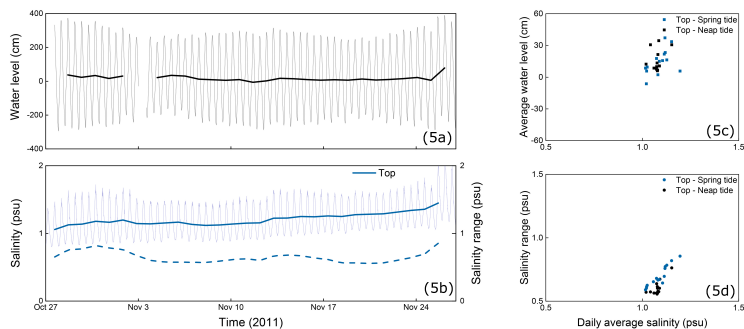 400
200
0
-200
-400
Water level (cm)
(5a)
2
1
0
Salinity (psu)
Top
2
1
0
Salinity range (psu)
(5b)
Oct 27
Nov 3
Nov 10
Nov 17
Nov 24
Time (2011)
60
30
0
-30
-60
Average water level (cm)
Top - Spring tide
Top - Neap tide
(5c)
0.5
1.0
1.5
1.5
1.0
0.5
Salinity range (psu)
Top - Spring tide
Top - Neap tide
(5d)
0.5
1.0
1.5
Daily average salinity (psu)